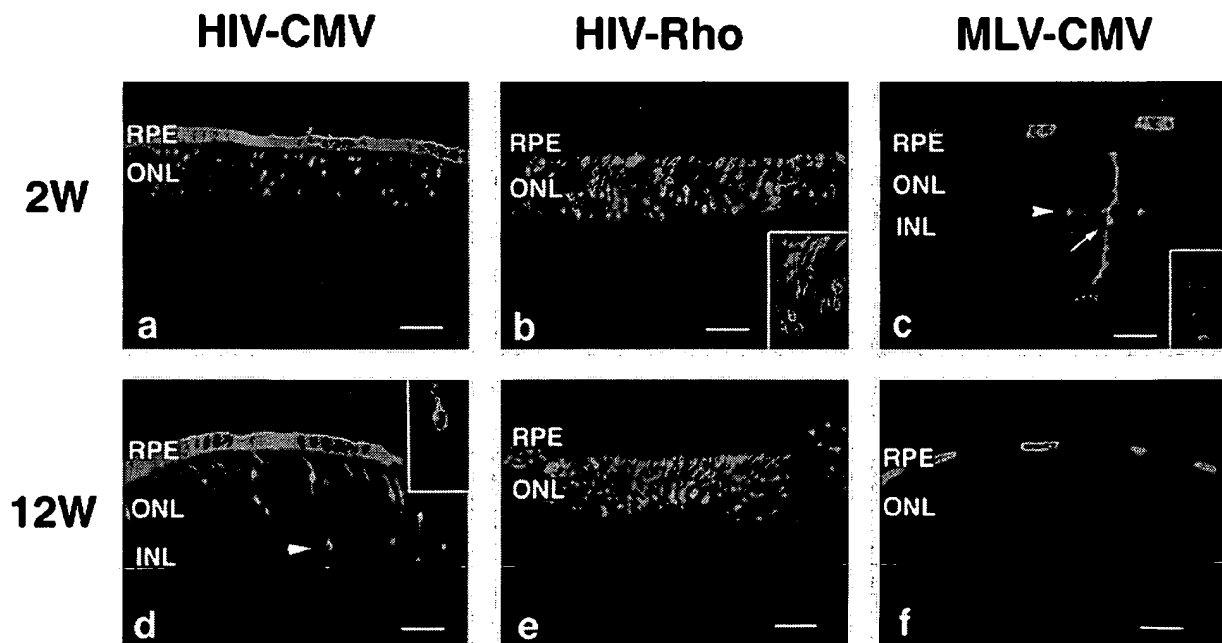 HIV-CMV HIV-Rho MLV-CMV
2W
RPE
ONL
a
RPE
ONL
b
RPE
ONL
INL
c
12W
RPE
ONL
INL
d
RPE
ONL
e
RPE
ONL
f